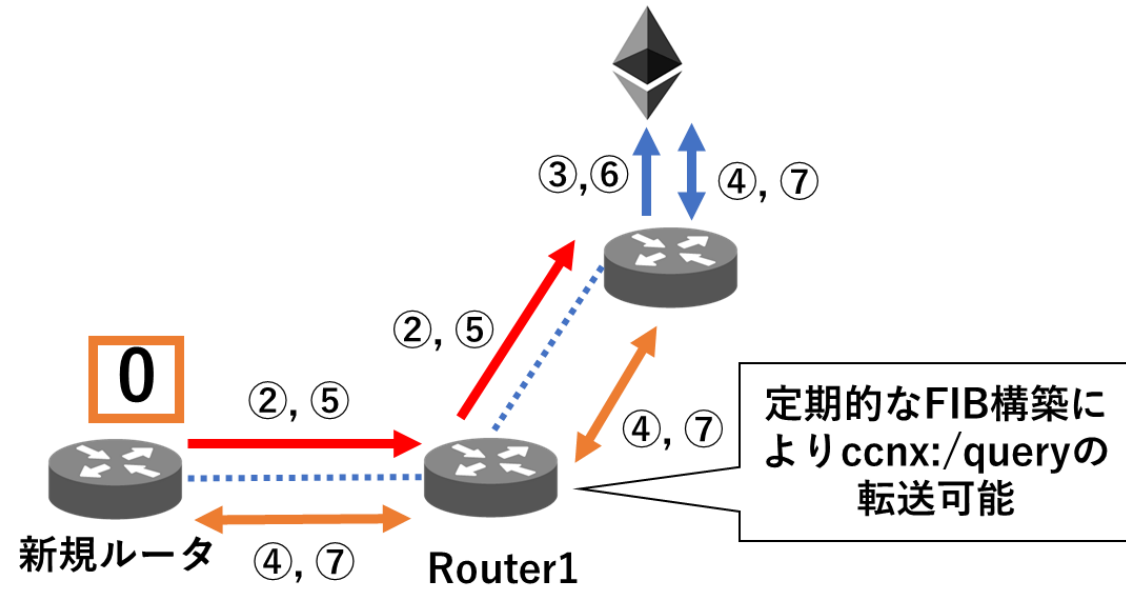 ③,⑥
④, ⑦
②, ⑤
0
②, ⑤
④, ⑦
定期的なFIB構築に
よりccnx:/queryの
転送可能
新規ルータ
④, ⑦
Router1